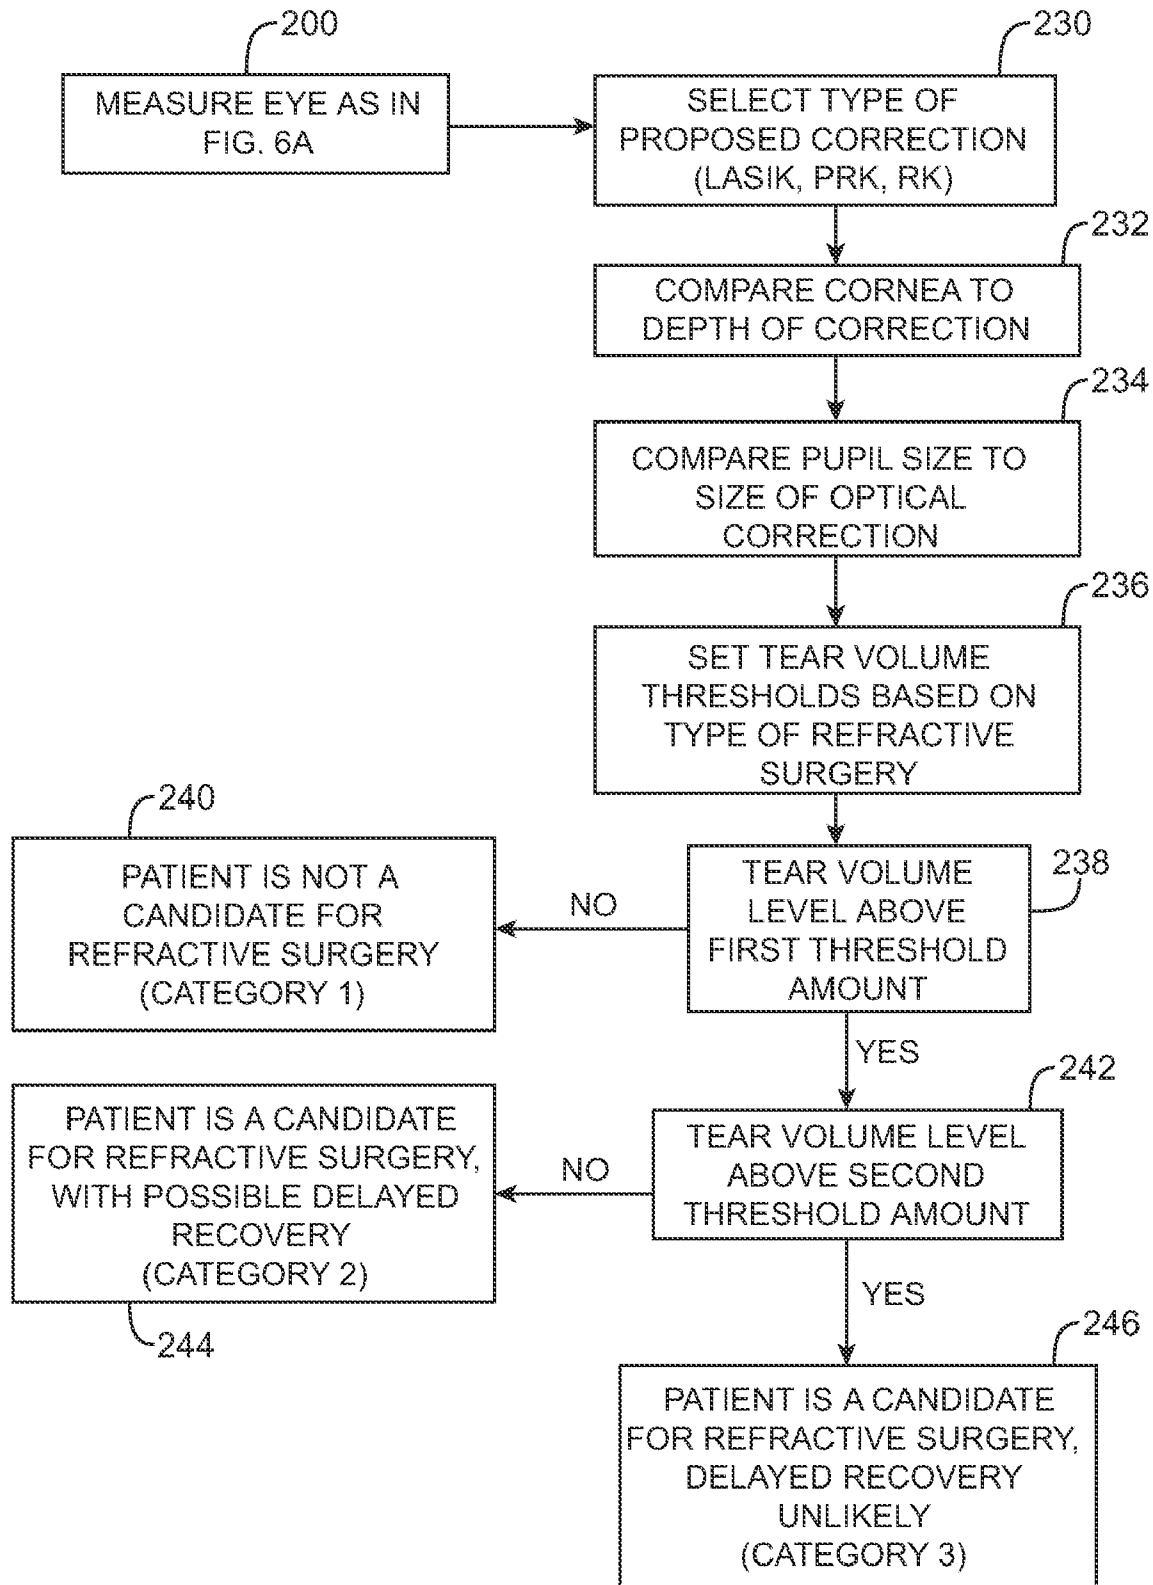 200
MEASURE EYE AS IN
FIG. 6A
230
SELECT TYPE OF
PROPOSED CORRECTION
(LASIK, PRK, RK)
232
COMPARE CORNEA TO
DEPTH OF CORRECTION
234
COMPARE PUPIL SIZE TO
SIZE OF OPTICAL
CORRECTION
236
SET TEAR VOLUME
THRESHOLDS BASED ON
TYPE OF REFRACTIVE
SURGERY
238
TEAR VOLUME
LEVEL ABOVE
FIRST THRESHOLD
AMOUNT
NO
240
PATIENT IS NOT A
CANDIDATE FOR
REFRACTIVE SURGERY
(CATEGORY 1)
YES
242
TEAR VOLUME LEVEL
ABOVE SECOND
THRESHOLD AMOUNT
NO
PATIENT IS A CANDIDATE
FOR REFRACTIVE SURGERY,
WITH POSSIBLE DELAYED
RECOVERY
(CATEGORY 2)
244
YES
246
PATIENT IS A CANDIDATE
FOR REFRACTIVE SURGERY,
DELAYED RECOVERY
UNLIKELY
(CATEGORY 3)